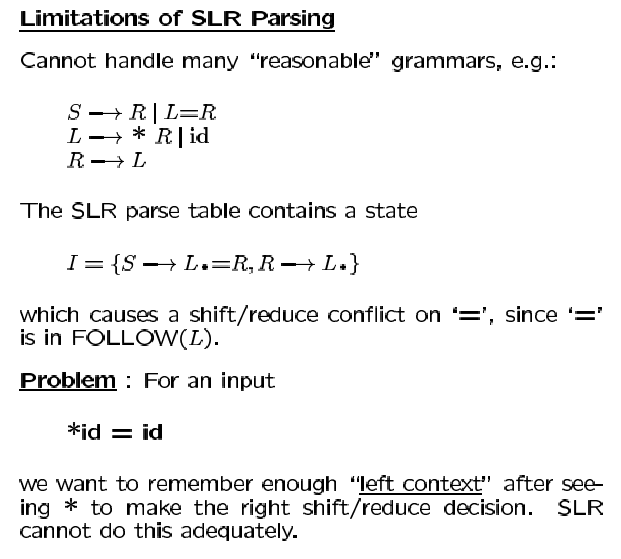 Limitations of SLR Parsing
Cannot handle many “reasonable” grammars, e.g.:
S ⟶ R | L=R
L ⟶ * R | id
R ⟶ L
The SLR parse table contains a state
I = {S ⟶ L•=R, R ⟶ L•}
which causes a shift/reduce conflict on ‘=’, since ‘=’
is in FOLLOW(L).
Problem : For an input
*id = id
we want to remember enough “left context” after see-
ing * to make the right shift/reduce decision. SLR
cannot do this adequately.